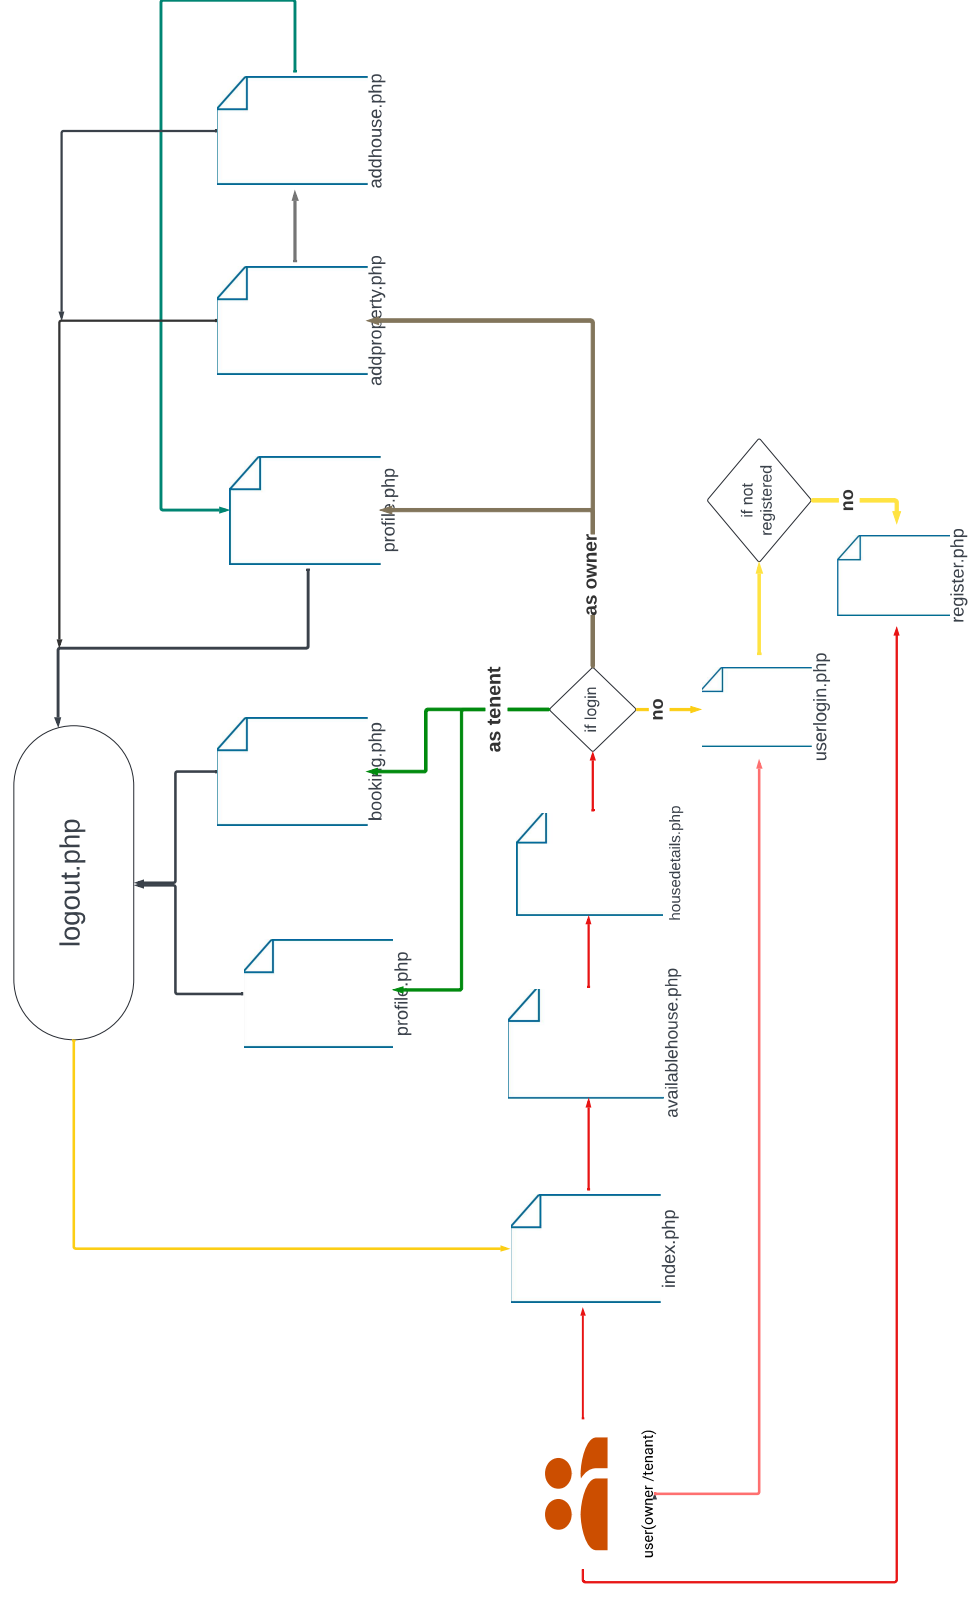 logout.php
profile.php
booking.php
profile.php
addproperty.php
addhouse.php
as tenent
as owner
user(owner /tenant)
index.php
availablehouse.php
housedetails.php
if login
no
userlogin.php
if not
registered
no
register.php